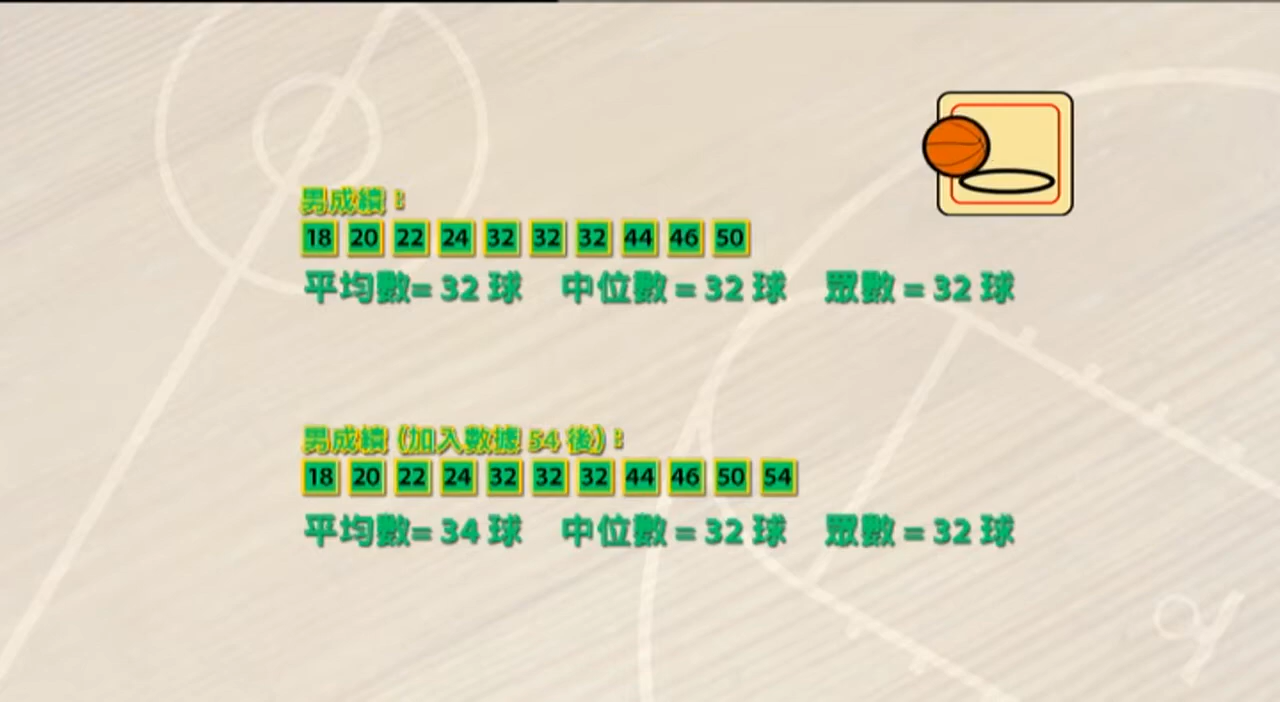 男成績：
18 20 22 24 32 32 32 44 46 50
平均數= 32 球 中位數 = 32 球 眾數 = 32 球
男成績 (加入數據 54 後)：
18 20 22 24 32 32 32 44 46 50 54
平均數= 34 球 中位數 = 32 球 眾數 = 32 球